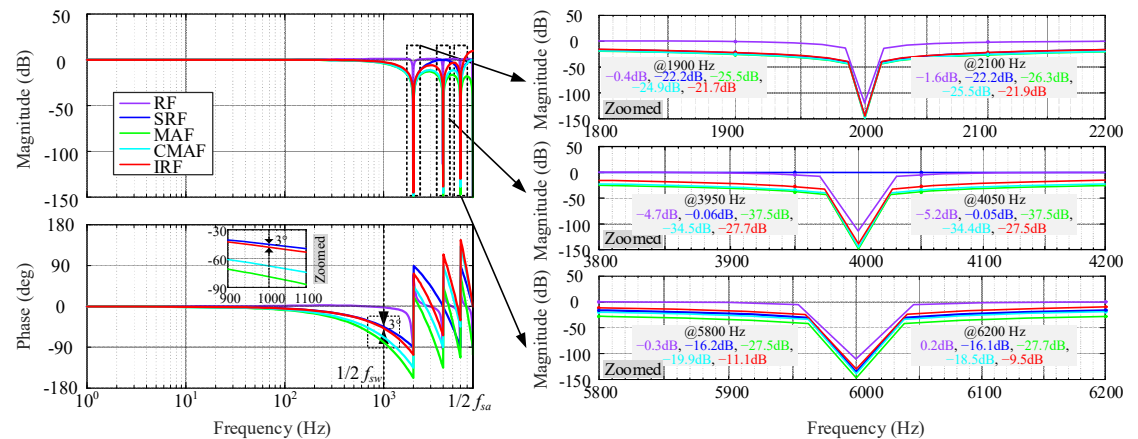 Magnitude (dB)
50
0
-50
-100
-150
RF
SRF
MAF
CMAF
IRF
Phase (deg)
180
90
0
-90
-180
-30
-60
-90
900
1000
1100
3°
Zoomed
3°
1/2 fsw
10^0
10^1
10^2
10^3
1/2 fsa
Frequency (Hz)
Magnitude (dB)
50
0
-50
-100
-150
@1900 Hz
−0.4dB, −22.2dB, −25.5dB,
−24.9dB, −21.7dB
@2100 Hz
−1.6dB, −22.2dB, −26.3dB,
−25.5dB, −21.9dB
Zoomed
1800
1900
2000
2100
2200
Magnitude (dB)
50
0
-50
-100
-150
@3950 Hz
−4.7dB, −0.06dB, −37.5dB,
−34.5dB, −27.7dB
@4050 Hz
−5.2dB, −0.05dB, −37.5dB
−34.4dB, −27.5dB
Zoomed
3800
3900
4000
4100
4200
Magnitude (dB)
50
0
-50
-100
-150
@5800 Hz
−0.3dB, −16.2dB, −27.5dB,
−19.9dB, −11.1dB
@6200 Hz
0.2dB, −16.1dB, −27.7dB
−18.5dB, −9.5dB
Zoomed
5800
5900
6000
6100
6200
Frequency (Hz)